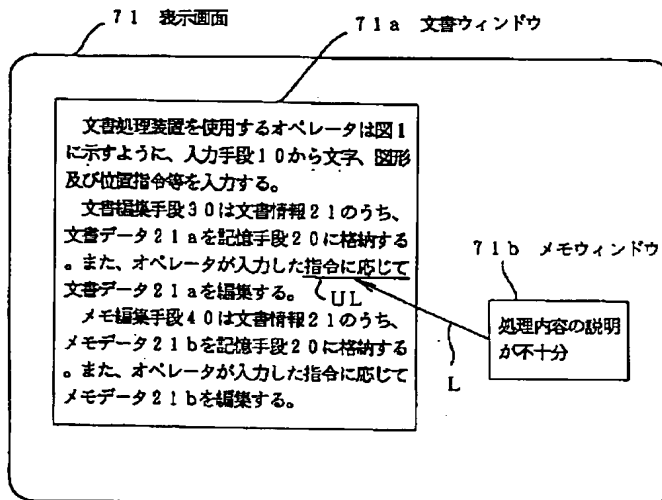 71 表示画面
71a 文書ウィンドウ
文書処理装置を使用するオペレータは図1
に示すように、入力手段10から文字、図形
及び位置指令等を入力する。
文書編集手段30は文書情報21のうち、
文書データ21aを記憶手段20に格納する
。また、オペレータが入力した指令に応じて
文書データ21aを編集する。
UL
メモ編集手段40は文書情報21のうち、
メモデータ21bを記憶手段20に格納する
。また、オペレータが入力した指令に応じて
メモデータ21bを編集する。
71b メモウィンドウ
処理内容の説明
が不十分
L